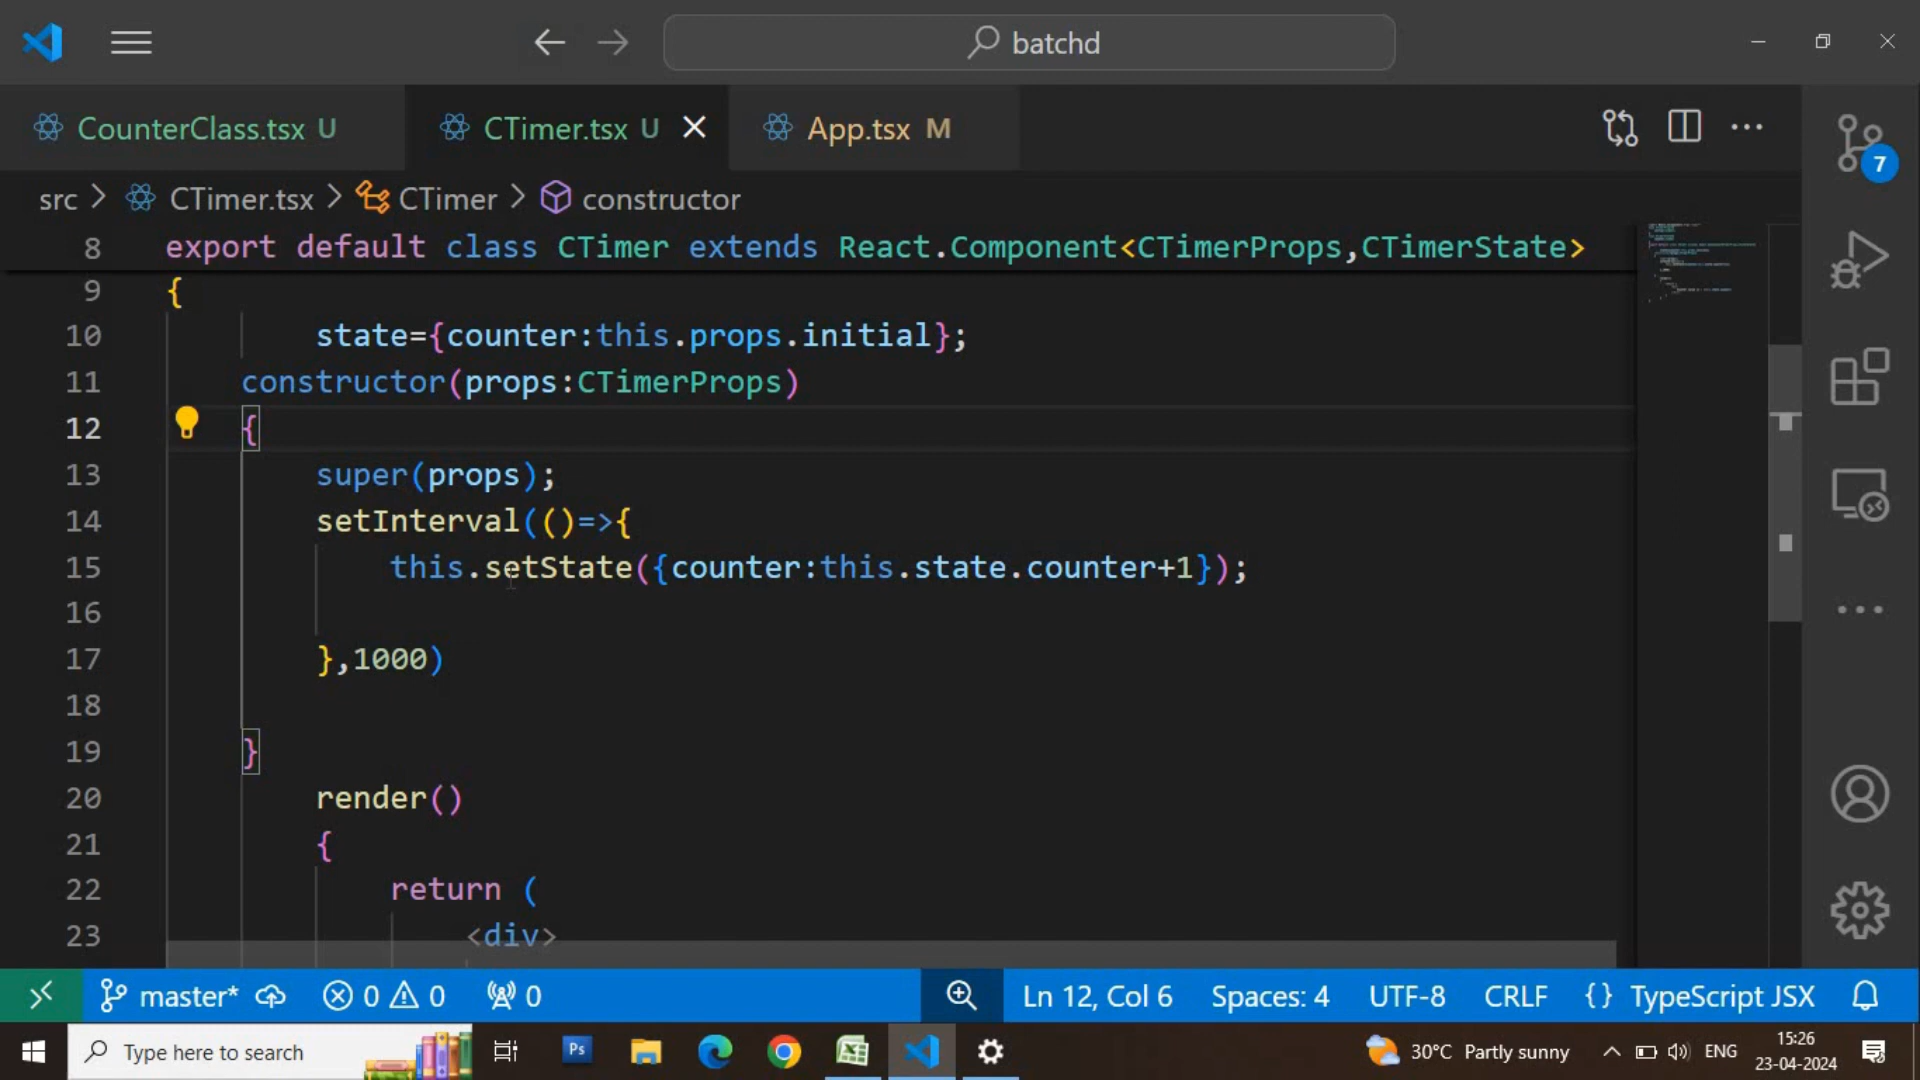 batchd
CounterClass.tsx U
CTimer.tsx U
App.tsx M
7
src > CTimer.tsx > CTimer > constructor
8 export default class CTimer extends React.Component<CTimerProps,CTimerState>
9 {
10 state={counter:this.props.initial};
11 constructor(props:CTimerProps)
12 {
13 super(props);
14 setInterval(()=>{
15 this.setState({counter:this.state.counter+1});
16
17 },1000)
18
19 }
20 render()
21 {
22 return (
23 <div>
master* 0 0 0 Ln 12, Col 6 Spaces: 4 UTF-8 CRLF {} TypeScript JSX
Type here to search
Ps
30°C Partly sunny
ENG
15:26
23-04-2024